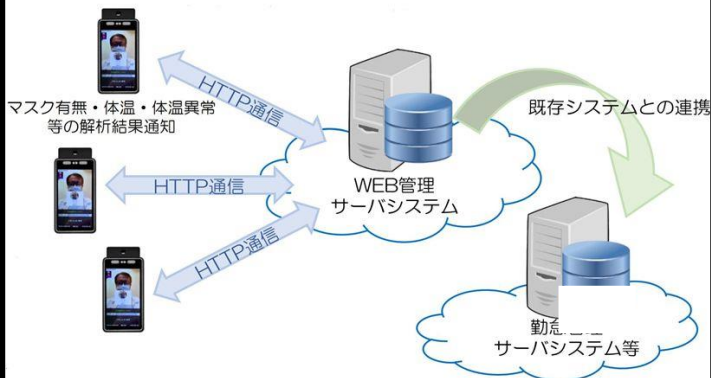 HTTP通信
マスク有無・体温・体温異常
等の解析結果通知
既存システムとの連携
HTTP通信
WEB管理
サーバシステム
HTTP通信
勤怠管理
サーバシステム等